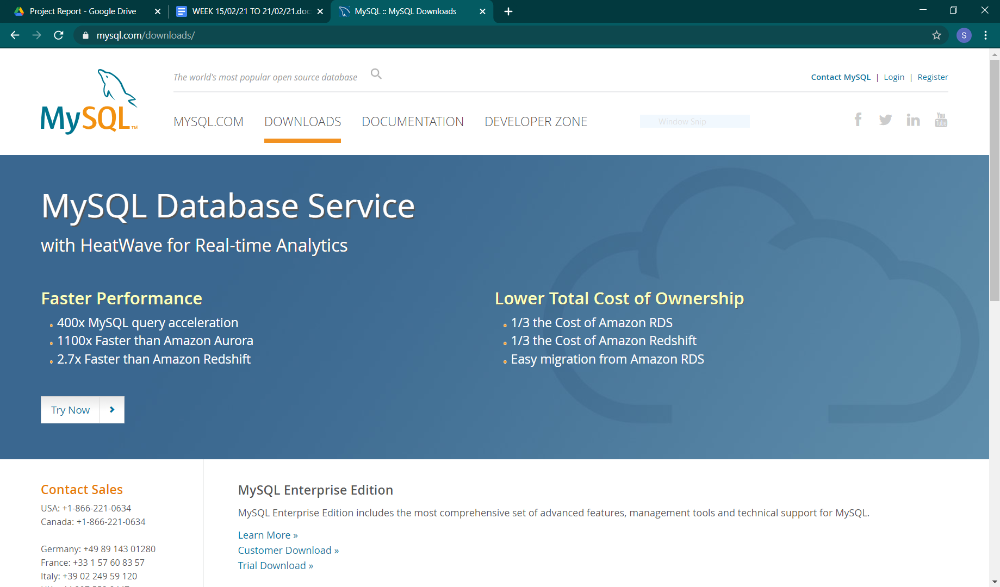 Project Report - Google Drive
WEEK 15/02/21 TO 21/02/21.doc
MySQL :: MySQL Downloads
mysql.com/downloads/
S
The world's most popular open source database
Contact MySQL | Login | Register
MySQL™
MYSQL.COM
DOWNLOADS
DOCUMENTATION
DEVELOPER ZONE
Window Snip
f
in
You Tube
MySQL Database Service
with HeatWave for Real-time Analytics
Faster Performance
• 400x MySQL query acceleration
• 1100x Faster than Amazon Aurora
• 2.7x Faster than Amazon Redshift
Lower Total Cost of Ownership
• 1/3 the Cost of Amazon RDS
• 1/3 the Cost of Amazon Redshift
• Easy migration from Amazon RDS
Try Now
Contact Sales
USA: +1-866-221-0634
Canada: +1-866-221-0634
Germany: +49 89 143 01280
France: +33 1 57 60 83 57
Italy: +39 02 249 59 120
MySQL Enterprise Edition
MySQL Enterprise Edition includes the most comprehensive set of advanced features, management tools and technical support for MySQL.
Learn More »
Customer Download »
Trial Download »